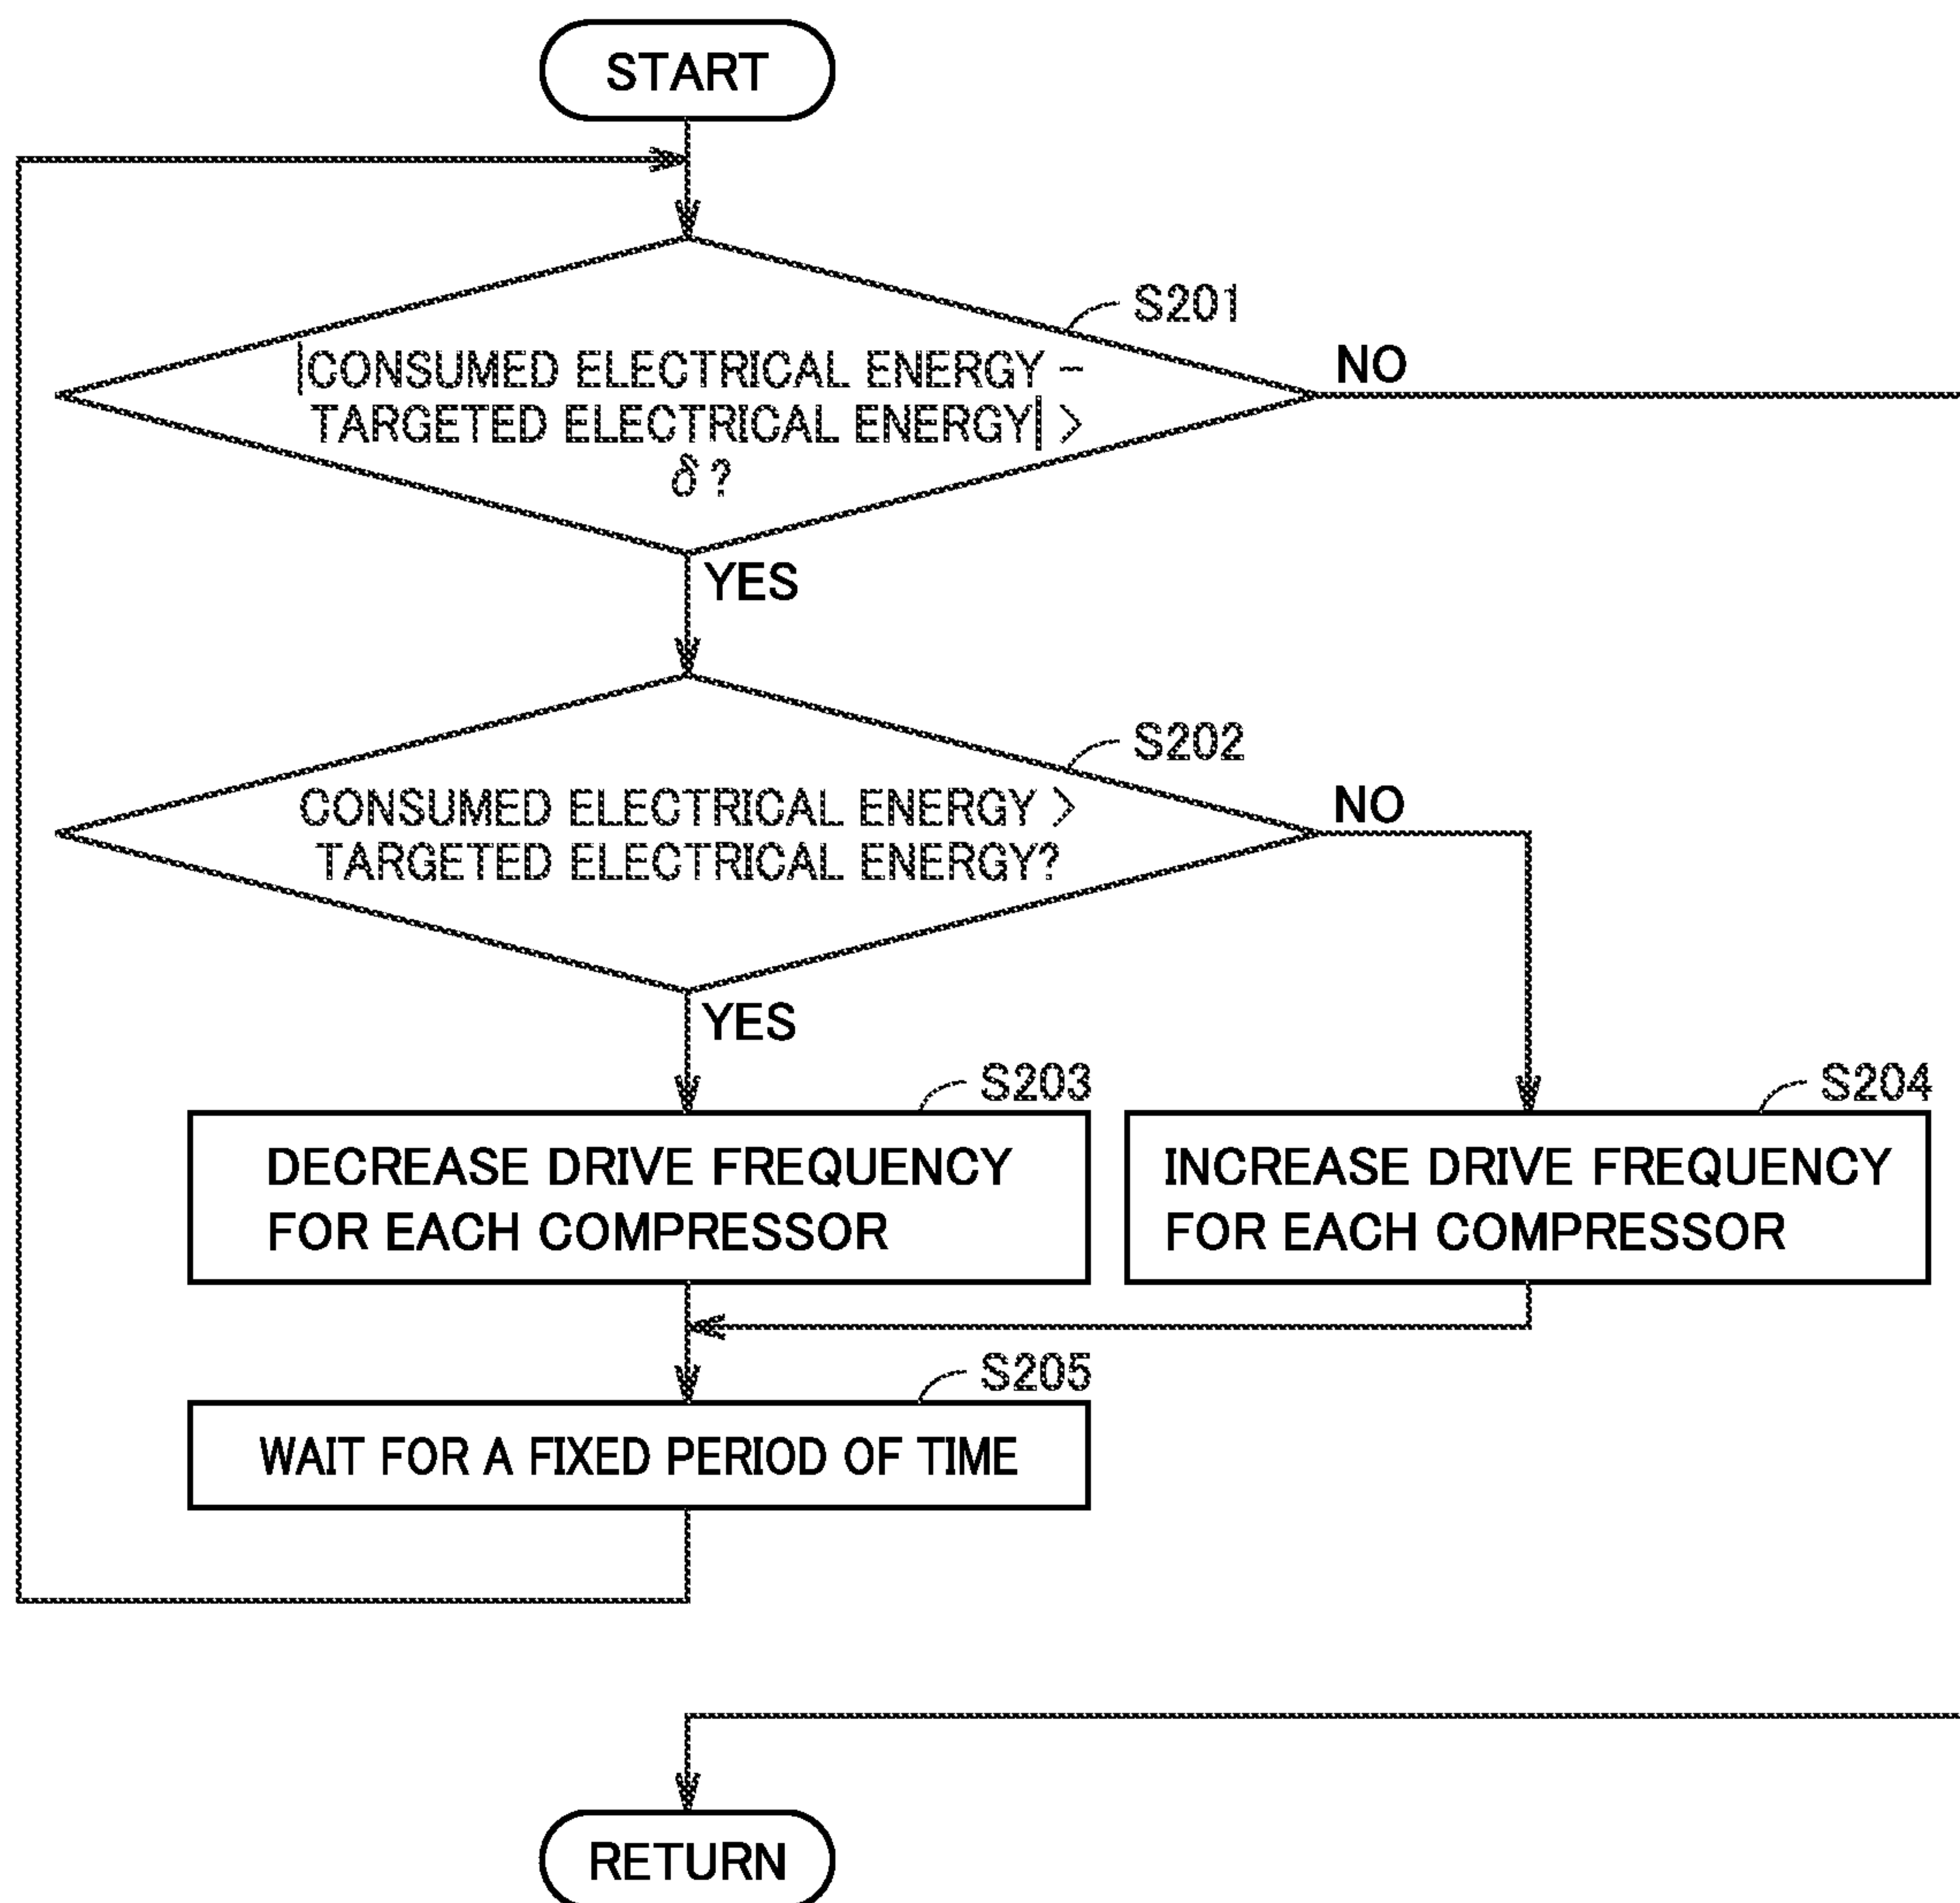 START
S201
|CONSUMED ELECTRICAL ENERGY -
TARGETED ELECTRICAL ENERGY| >
δ?
NO
YES
S202
CONSUMED ELECTRICAL ENERGY >
TARGETED ELECTRICAL ENERGY?
NO
YES
S203
DECREASE DRIVE FREQUENCY
FOR EACH COMPRESSOR
S204
INCREASE DRIVE FREQUENCY
FOR EACH COMPRESSOR
S205
WAIT FOR A FIXED PERIOD OF TIME
RETURN